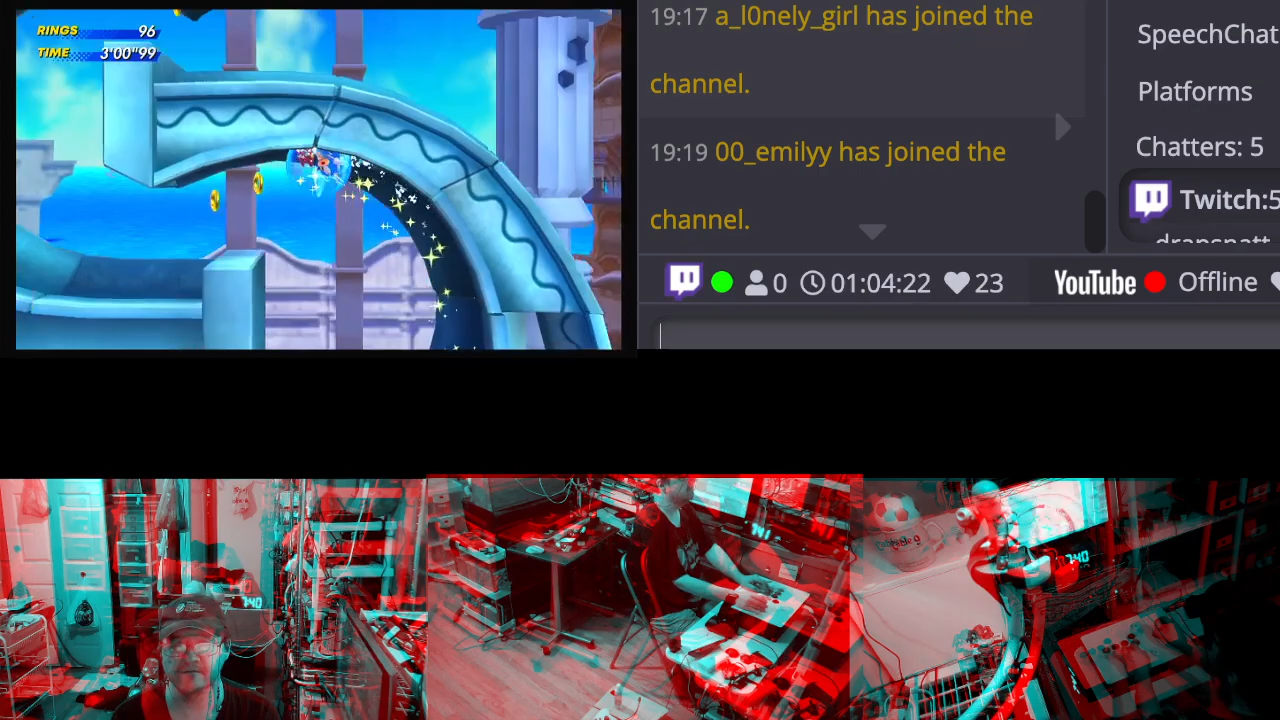 RINGS 96
TIME 3'00"99
19:17 a_l0nely_girl has joined the
channel.
19:19 00_emilyy has joined the
channel.
SpeechChat
Platforms
Chatters: 5
Twitch:5
0 01:04:22 23
YouTube Offline